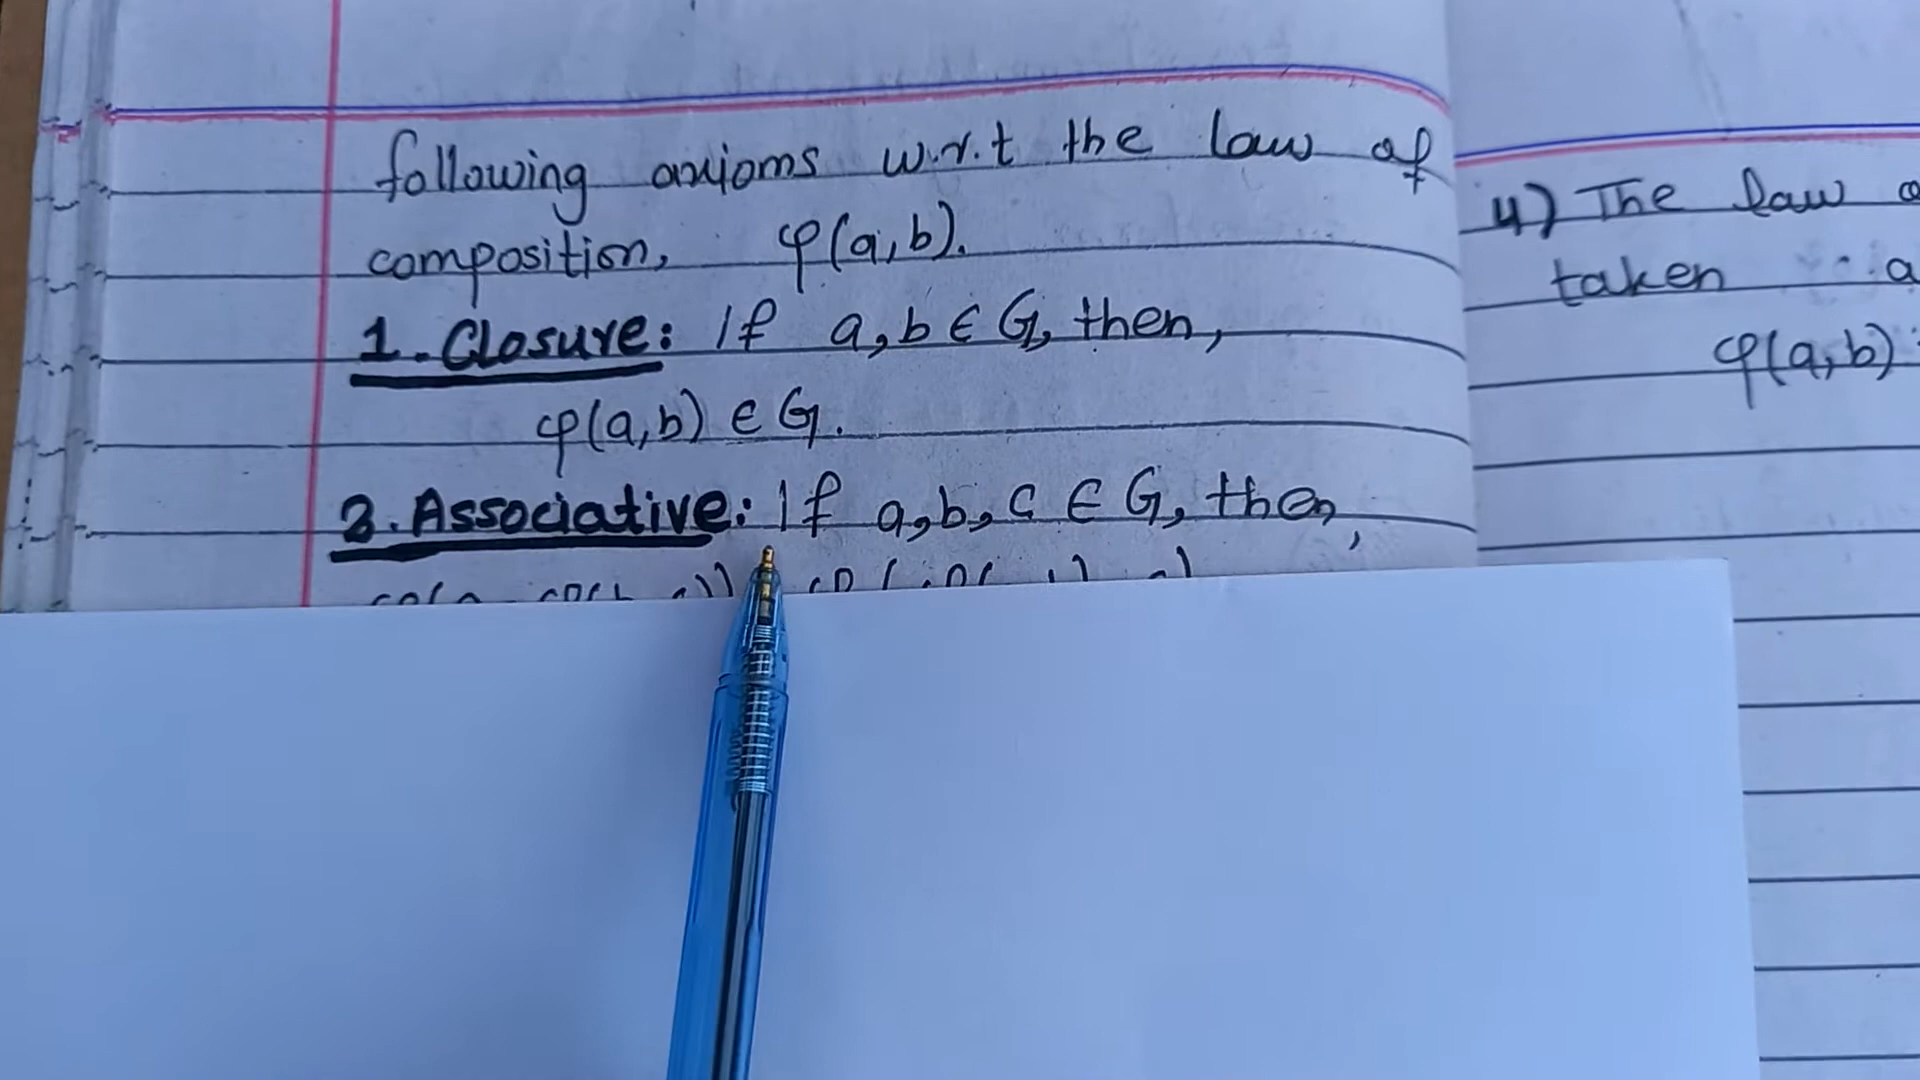 following axioms w.r.t the law of
composition, φ(a,b).
1. Closure: If a,b ∈ G, then,
φ(a,b) ∈ G.
2. Associative: If a,b, c ∈ G, then,
4) The law
taken
φ(a,b)